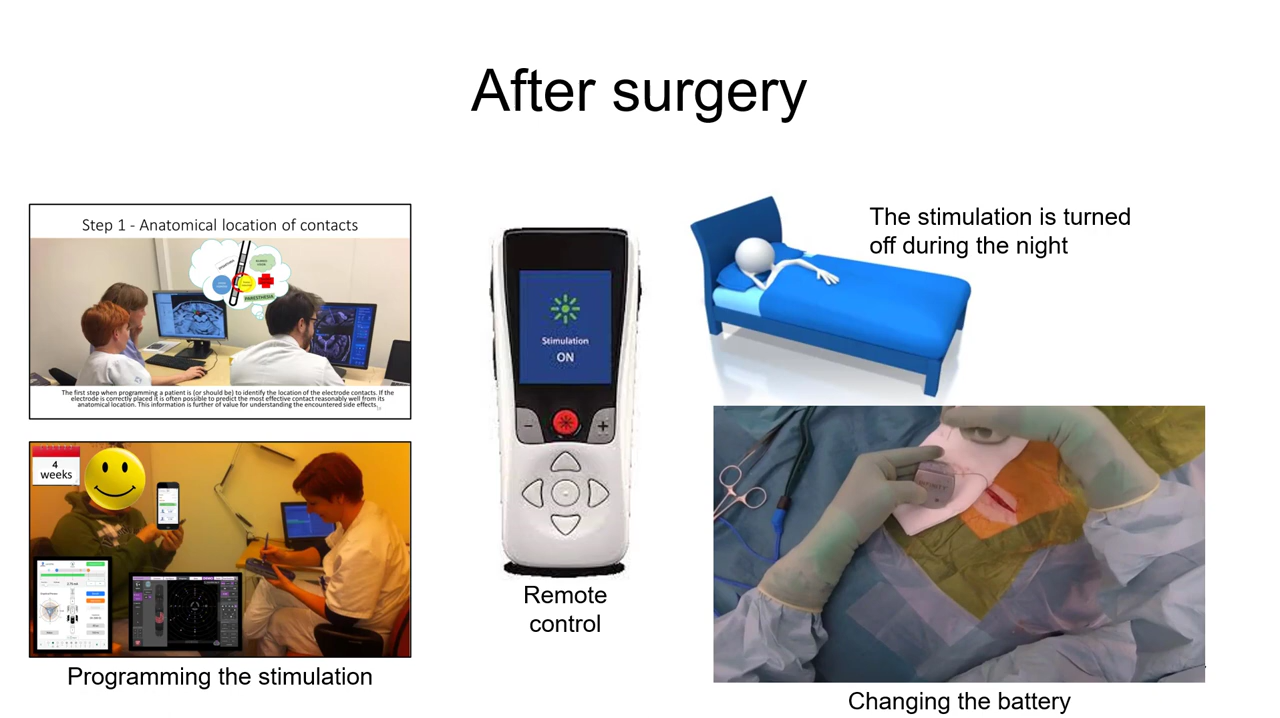 After surgery
Step 1 - Anatomical location of contacts
PARESTHESIA
The first step when programming a patient is (or should be) to identify the location of the electrode contacts. If the
electrode is correctly placed it is often possible to predict the most effective contact reasonably well from its
anatomical location. This information is further of value for understanding the encountered side effects.
4
weeks
Programming the stimulation
Stimulation
ON
Remote
control
The stimulation is turned
off during the night
Changing the battery